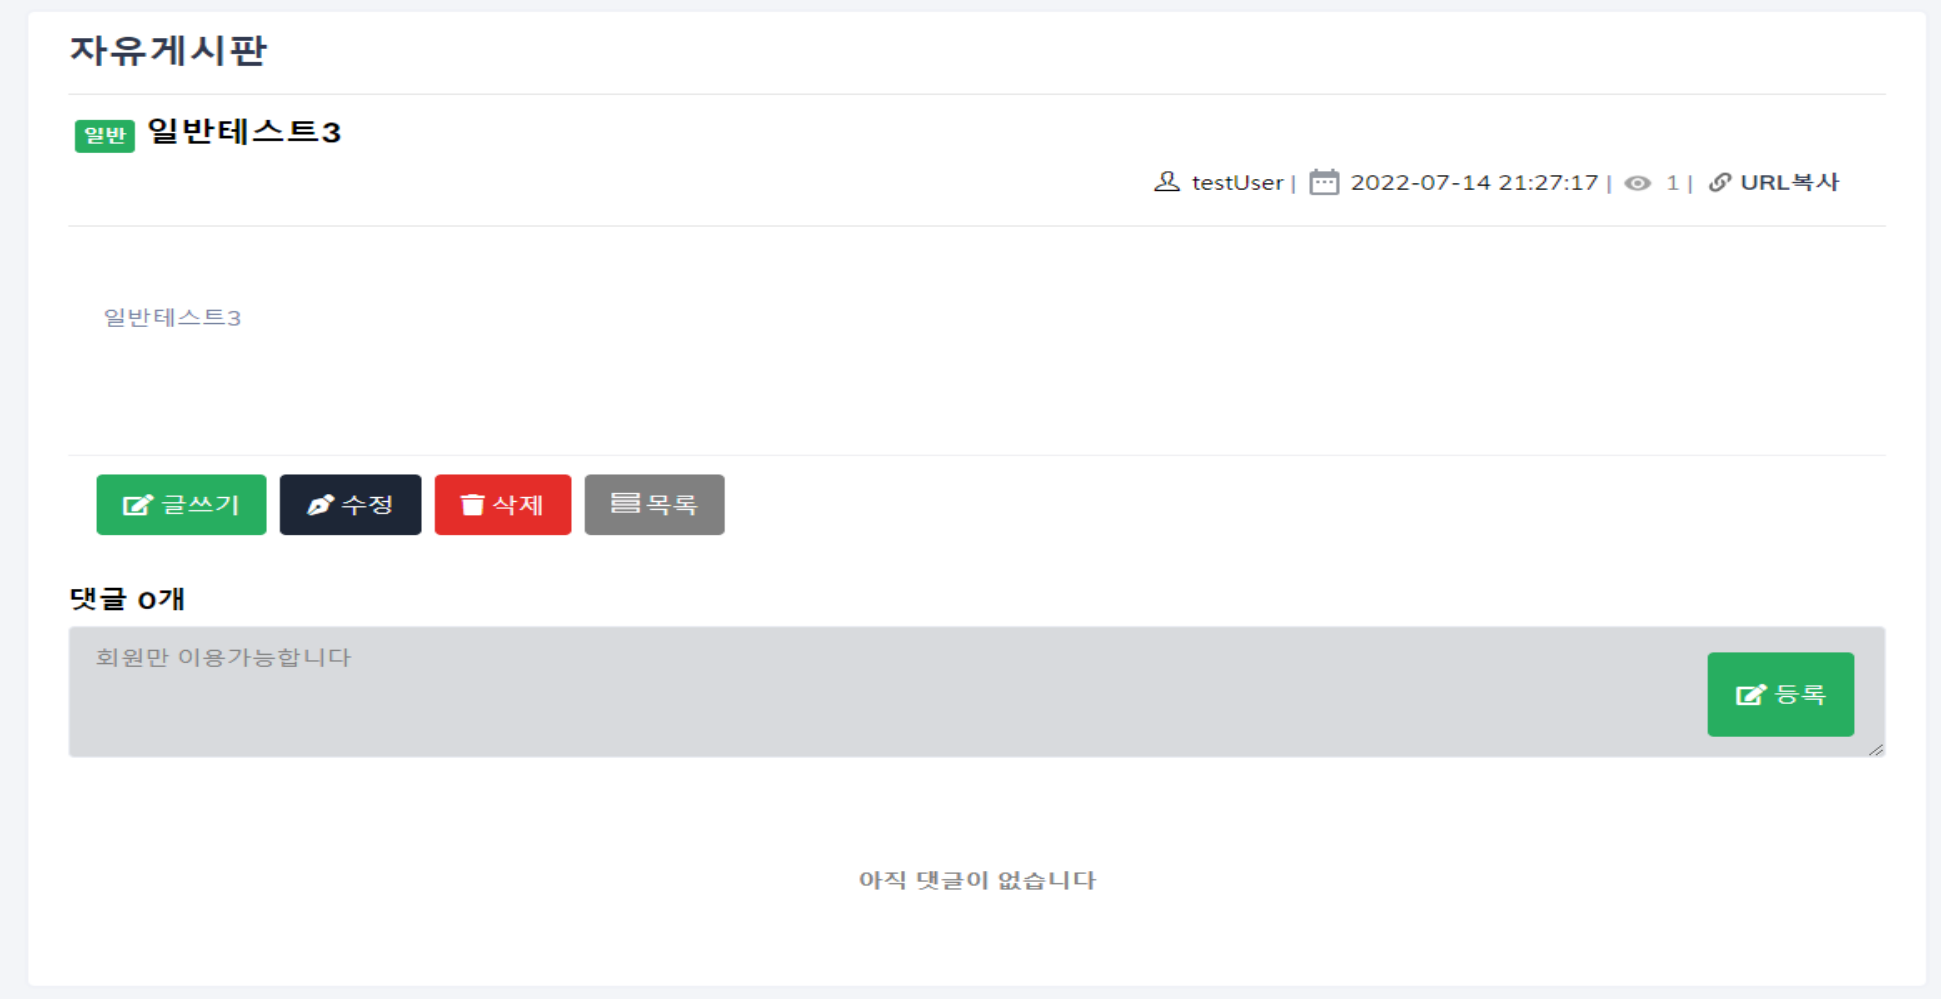 자유게시판
일반 일반테스트3
testUser | 2022-07-14 21:27:17 | 1 | URL복사
일반테스트3
글쓰기 수정 삭제 목록
댓글 0개
회원만 이용가능합니다
등록
아직 댓글이 없습니다